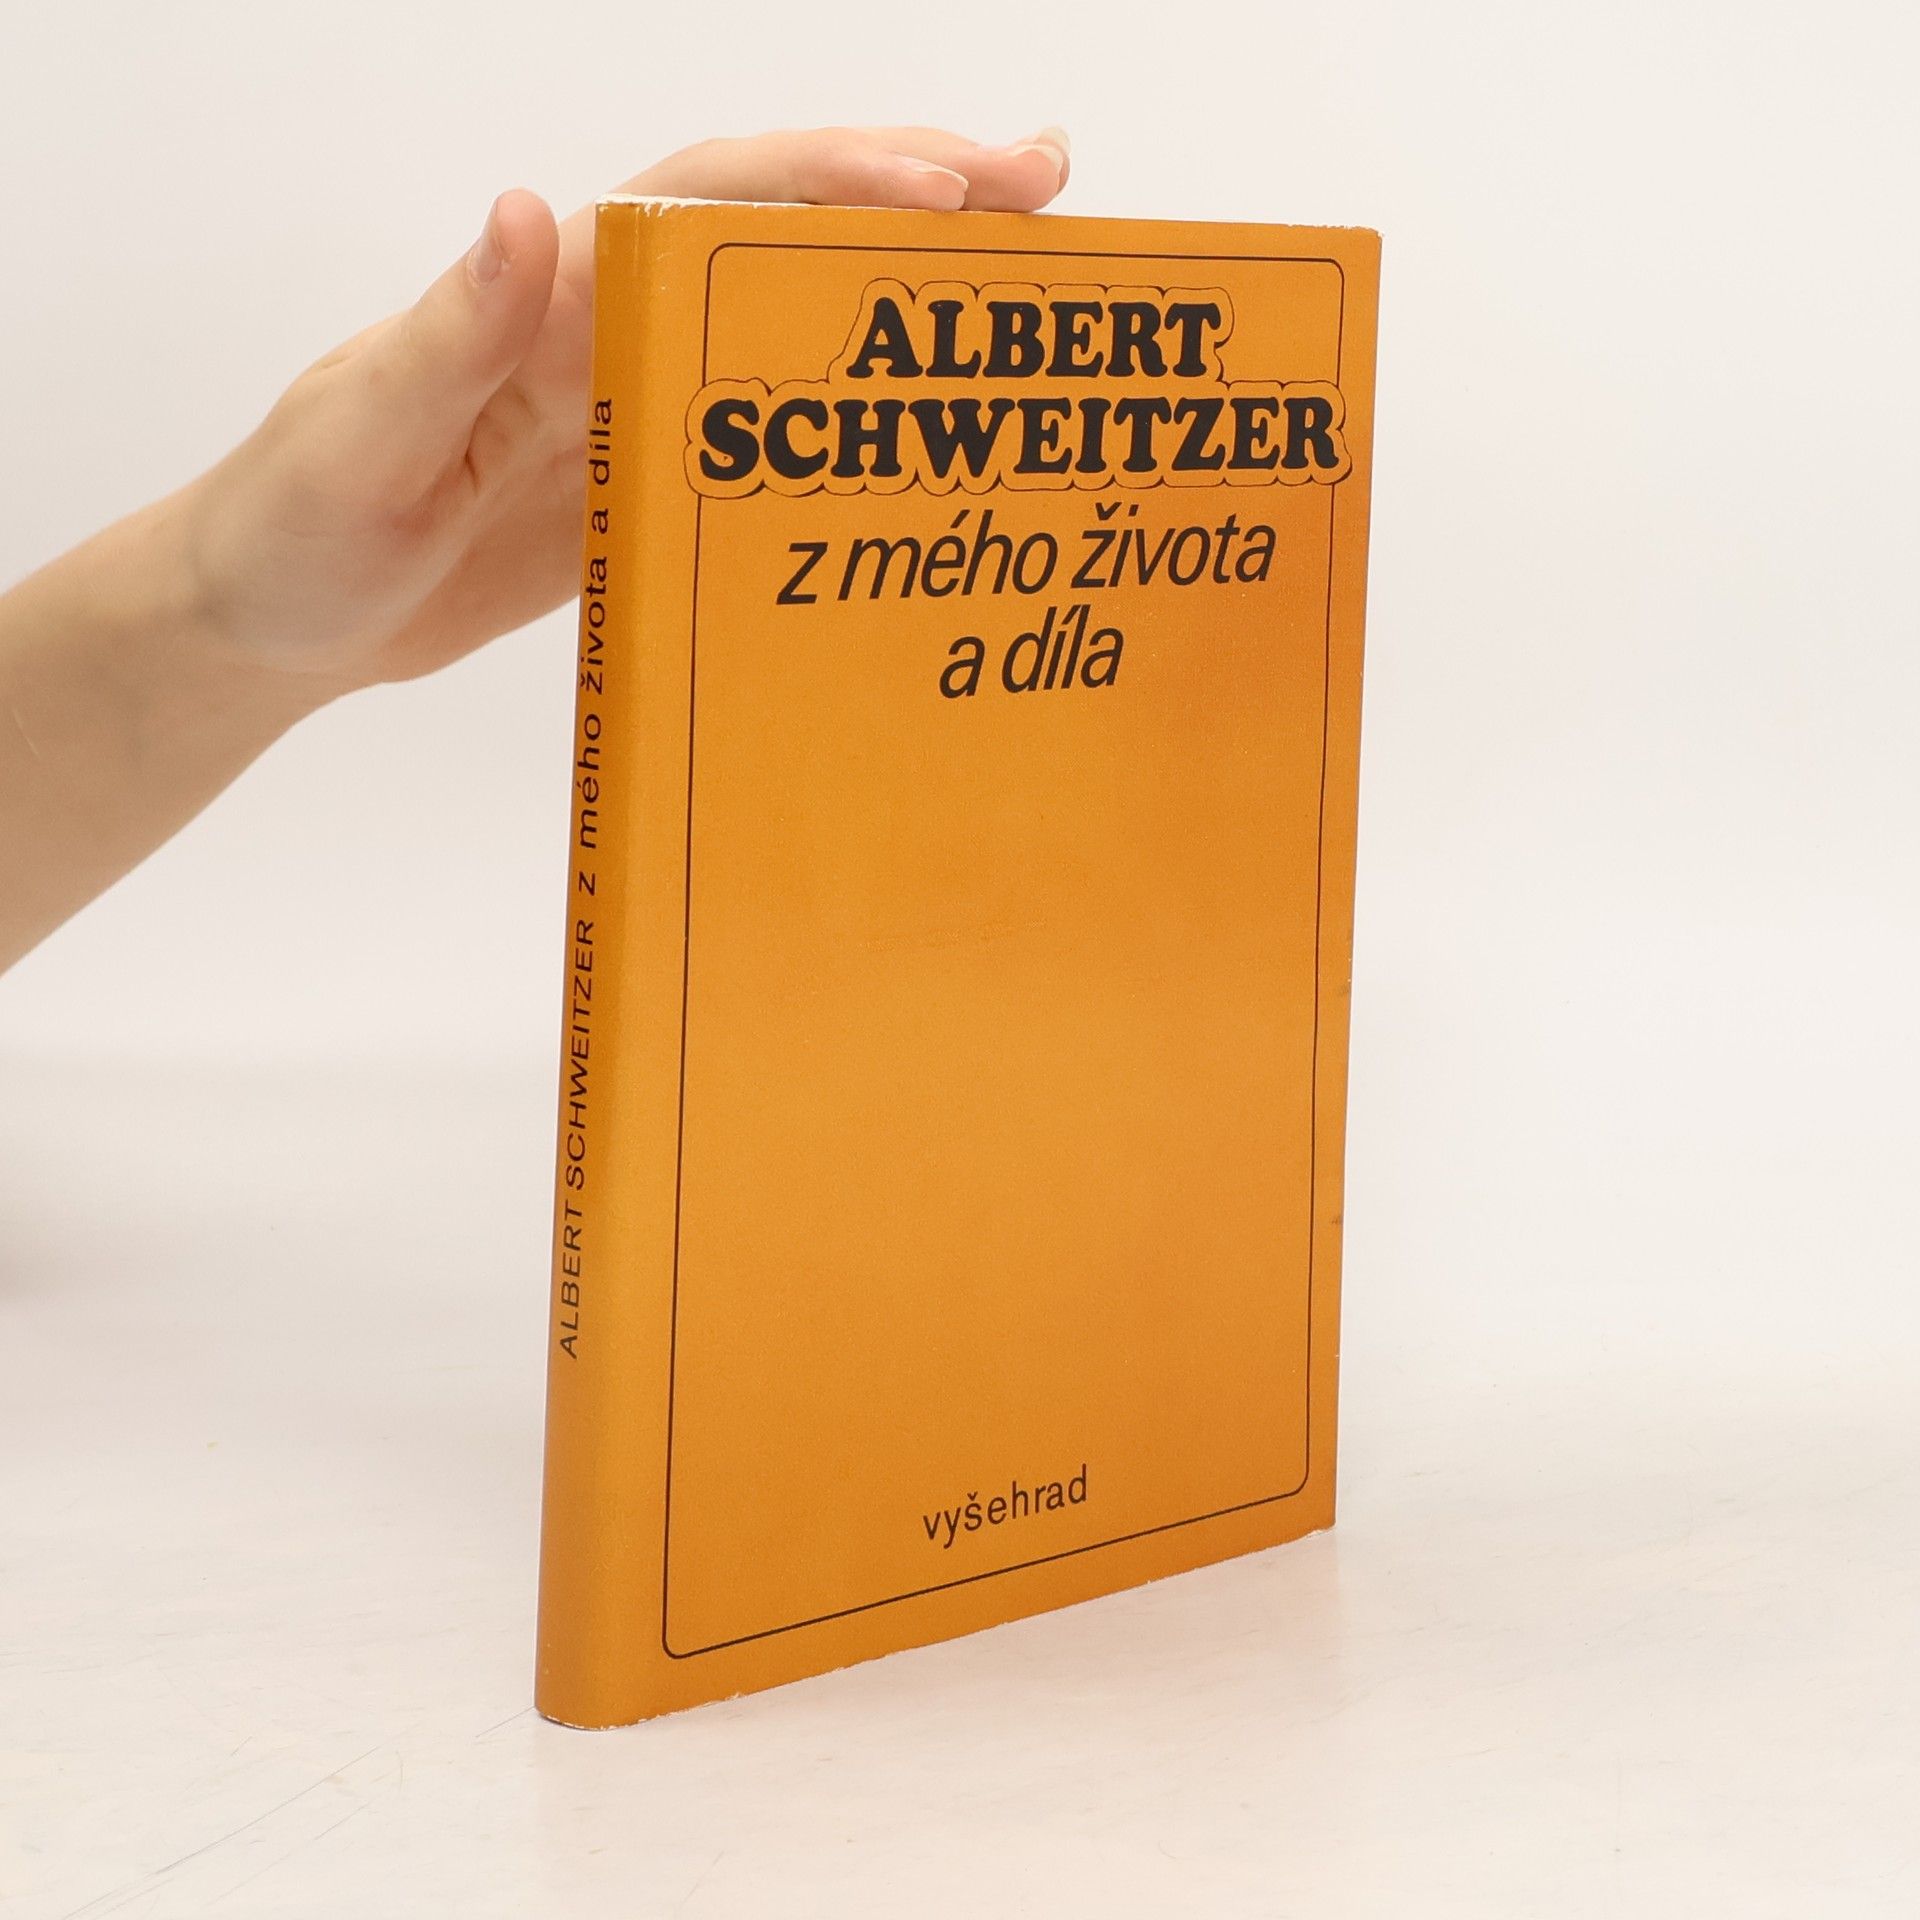 ALBERT
SCHWEITZER
z mého života
a díla
vyšehrad
ALBERT SCHWEITZER z mého života a díla